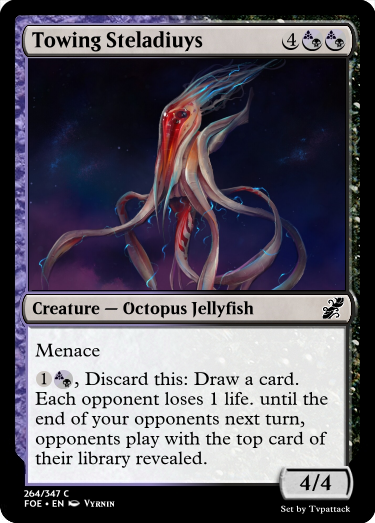 Towing Steladiuys 4
Creature — Octopus Jellyfish
Menace
1, Discard this: Draw a card.
Each opponent loses 1 life. until the
end of your opponents next turn,
opponents play with the top card of
their library revealed.
4/4
264/347 C
FOE • EN Vyrnin
Set by Tvpattack